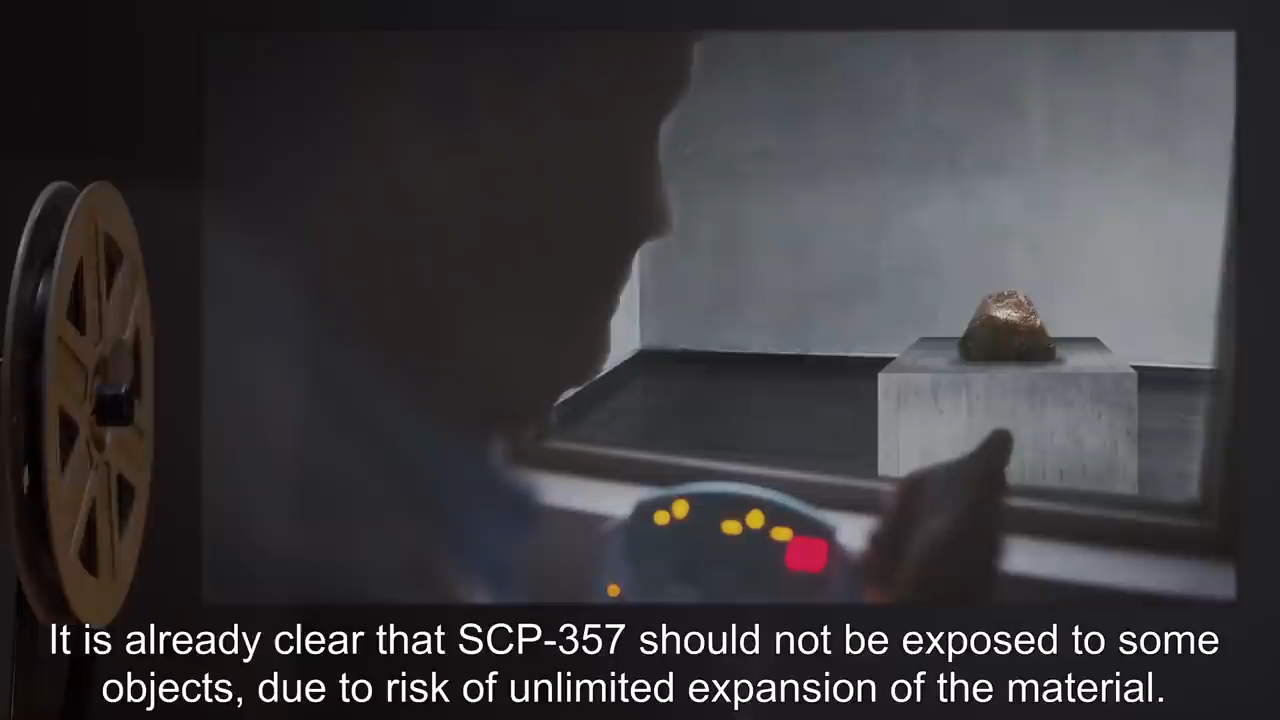 It is already clear that SCP-357 should not be exposed to some
objects, due to risk of unlimited expansion of the material.